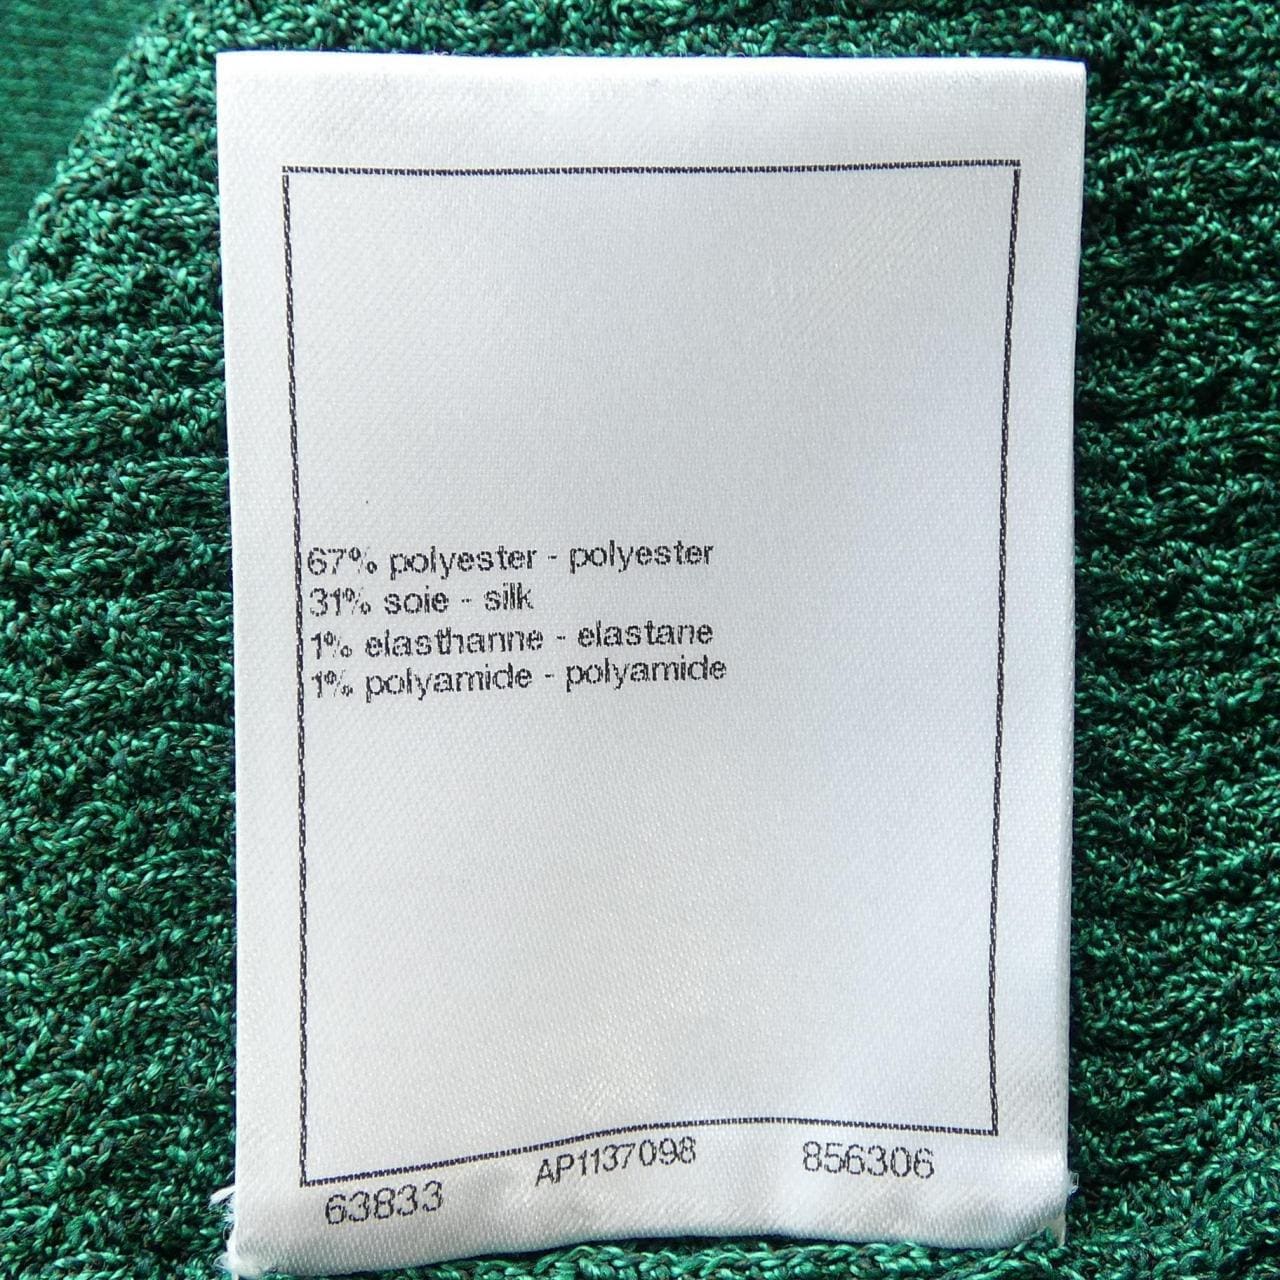 67% polyester - polyester
31% soie - silk
1% elasthanne - elastane
1% polyamide - polyamide
63833 AP1137098 856306